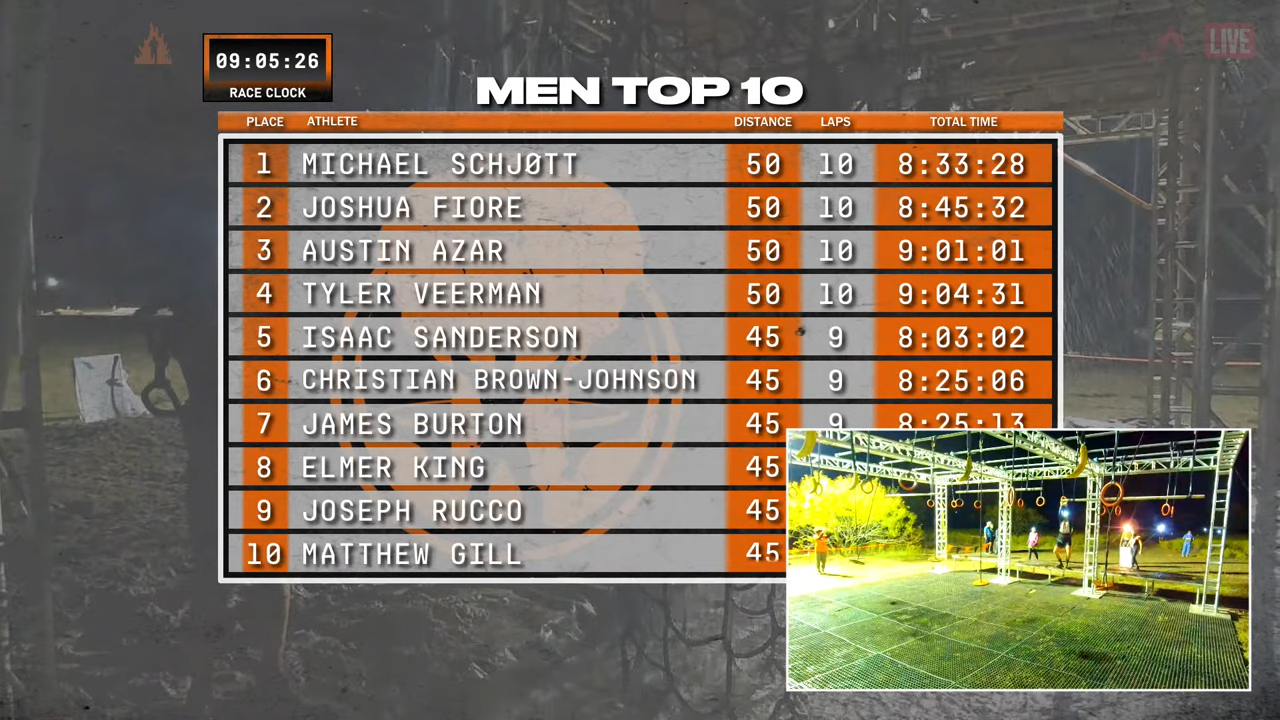 09:05:26
RACE CLOCK
LIVE
MEN TOP 10
PLACE ATHLETE DISTANCE LAPS TOTAL TIME
1 MICHAEL SCHJØTT 50 10 8:33:28
2 JOSHUA FIORE 50 10 8:45:32
3 AUSTIN AZAR 50 10 9:01:01
4 TYLER VEERMAN 50 10 9:04:31
5 ISAAC SANDERSON 45 9 8:03:02
6 CHRISTIAN BROWN-JOHNSON 45 9 8:25:06
7 JAMES BURTON 45 9 8:25:13
8 ELMER KING 45
9 JOSEPH RUCCO 45
10 MATTHEW GILL 45